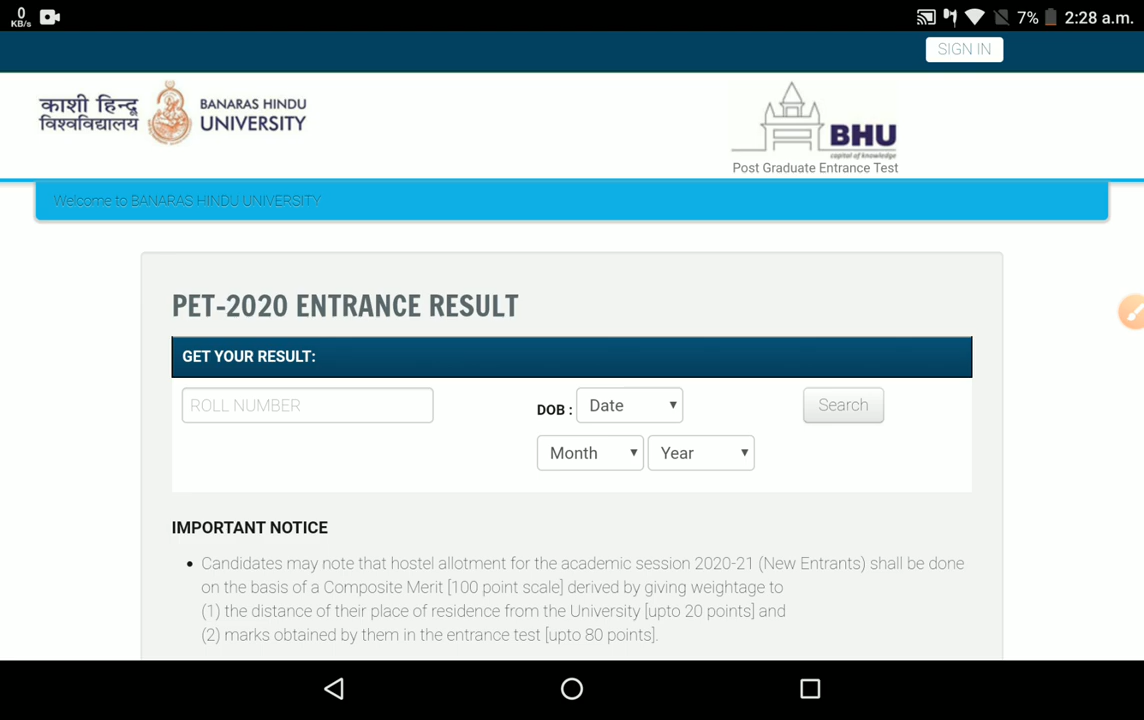 0
KB/s
7% 2:28 a.m.
SIGN IN
काशी हिन्दू
विश्वविद्यालय
BANARAS HINDU
UNIVERSITY
BHU
capital of knowledge
Post Graduate Entrance Test
Welcome to BANARAS HINDU UNIVERSITY
PET-2020 ENTRANCE RESULT
GET YOUR RESULT:
ROLL NUMBER
DOB : Date
Search
Month Year
IMPORTANT NOTICE
• Candidates may note that hostel allotment for the academic session 2020-21 (New Entrants) shall be done
on the basis of a Composite Merit [100 point scale] derived by giving weightage to
(1) the distance of their place of residence from the University [upto 20 points] and
(2) marks obtained by them in the entrance test [upto 80 points].